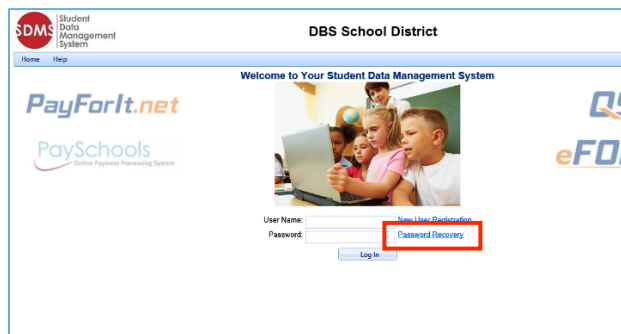 SDMS
Student
Data
Management
System
DBS School District
Home Help
Welcome to Your Student Data Management System
PayForIt.net
PaySchools
Online Payment Processing System
User Name:
New User Registration
Password:
Password Recovery
Log In